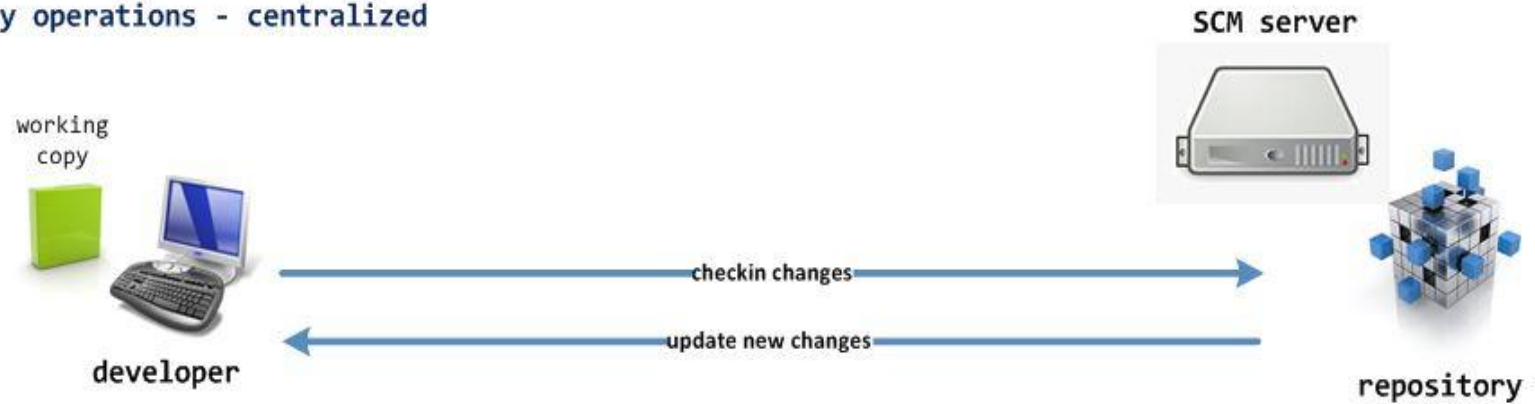 y operations - centralized
SCM server
working
copy
checkin changes
update new changes
developer
repository